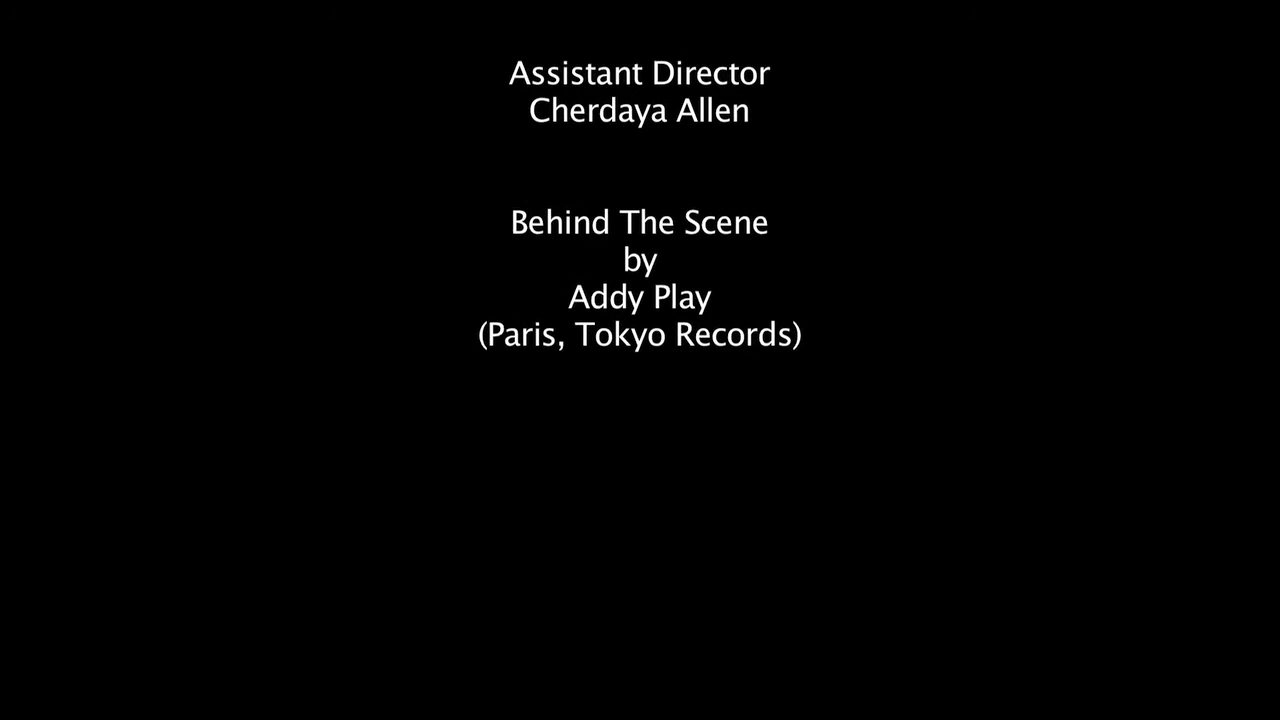 Assistant Director
Cherdaya Allen
Behind The Scene
by
Addy Play
(Paris, Tokyo Records)